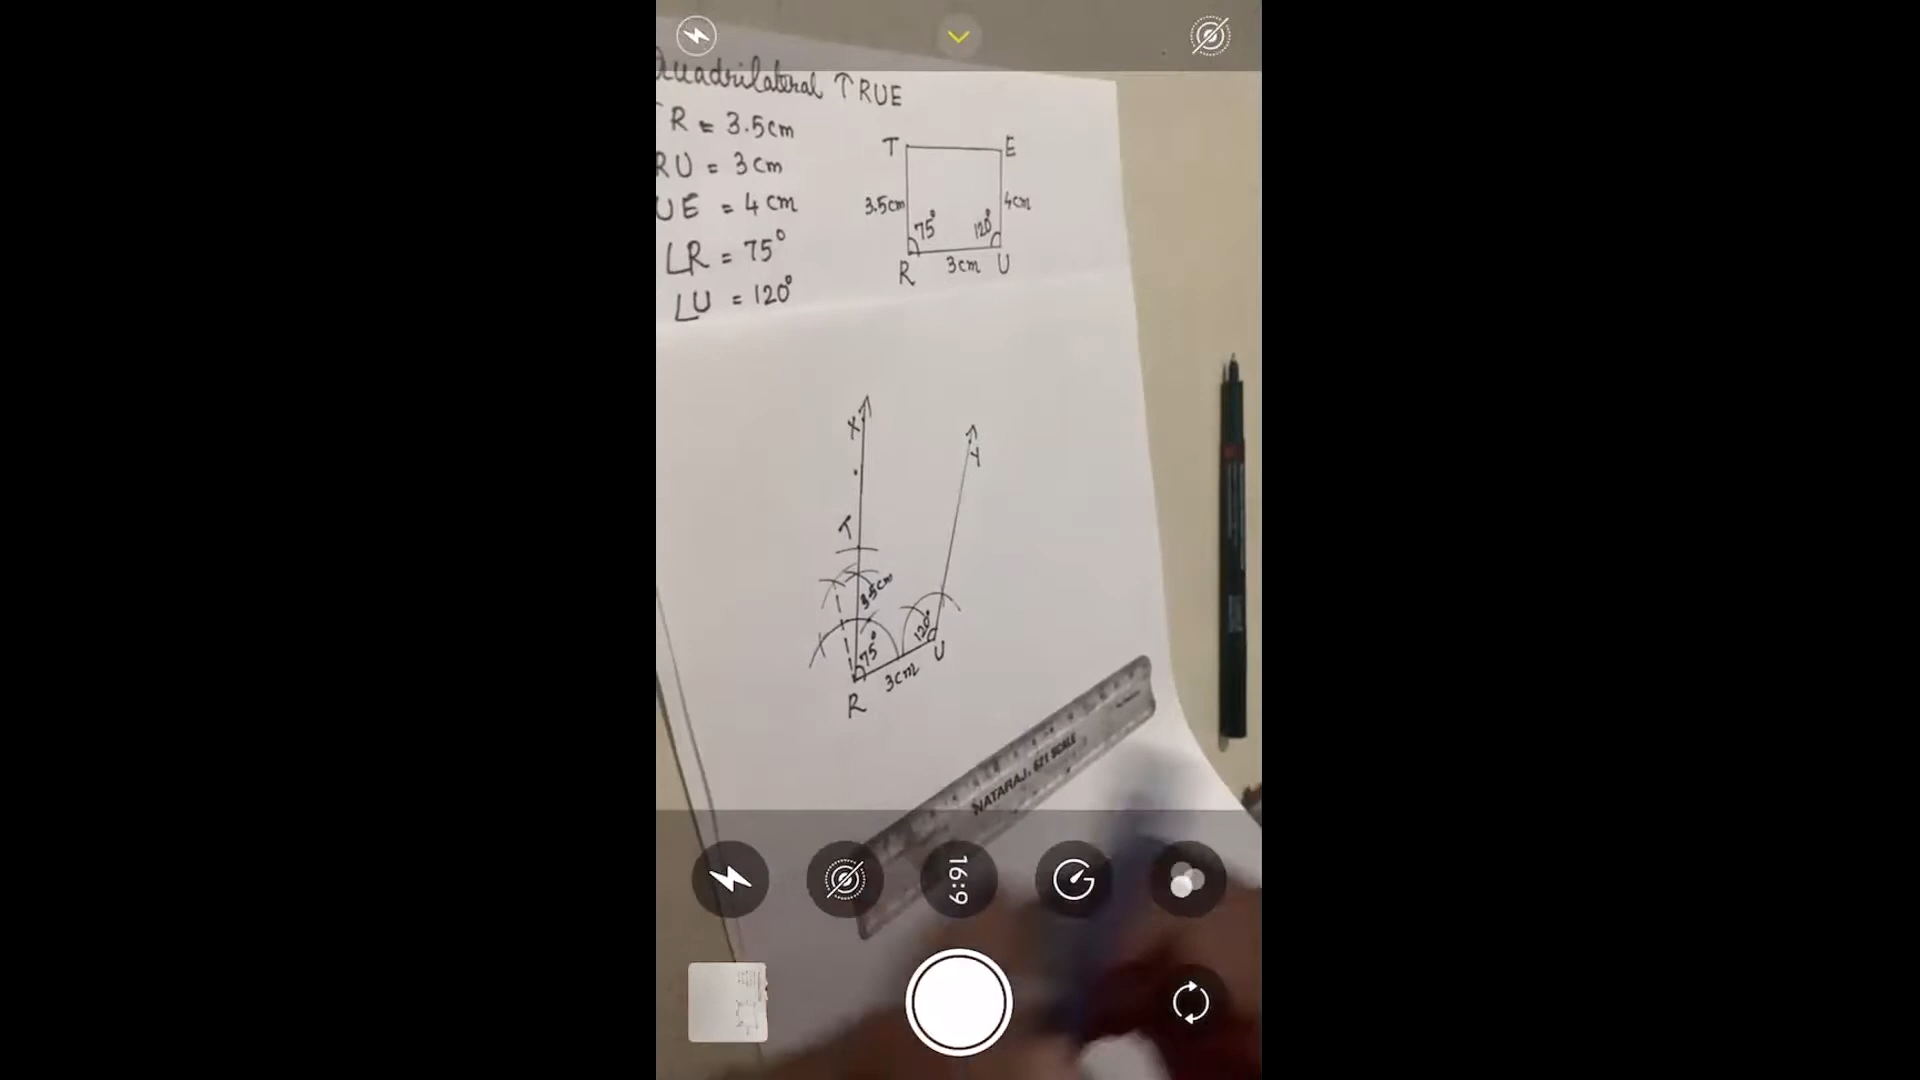 Quadrilateral TRUE
TR = 3.5cm
RU = 3cm
UE = 4cm
∠R = 75°
∠U = 120°
T E
3.5cm 4cm
75° 120°
R 3cm U
X
Y
T
3.5cm
75° 120°
R 3cm U
NATARAJ. 621 SCALE
16:9